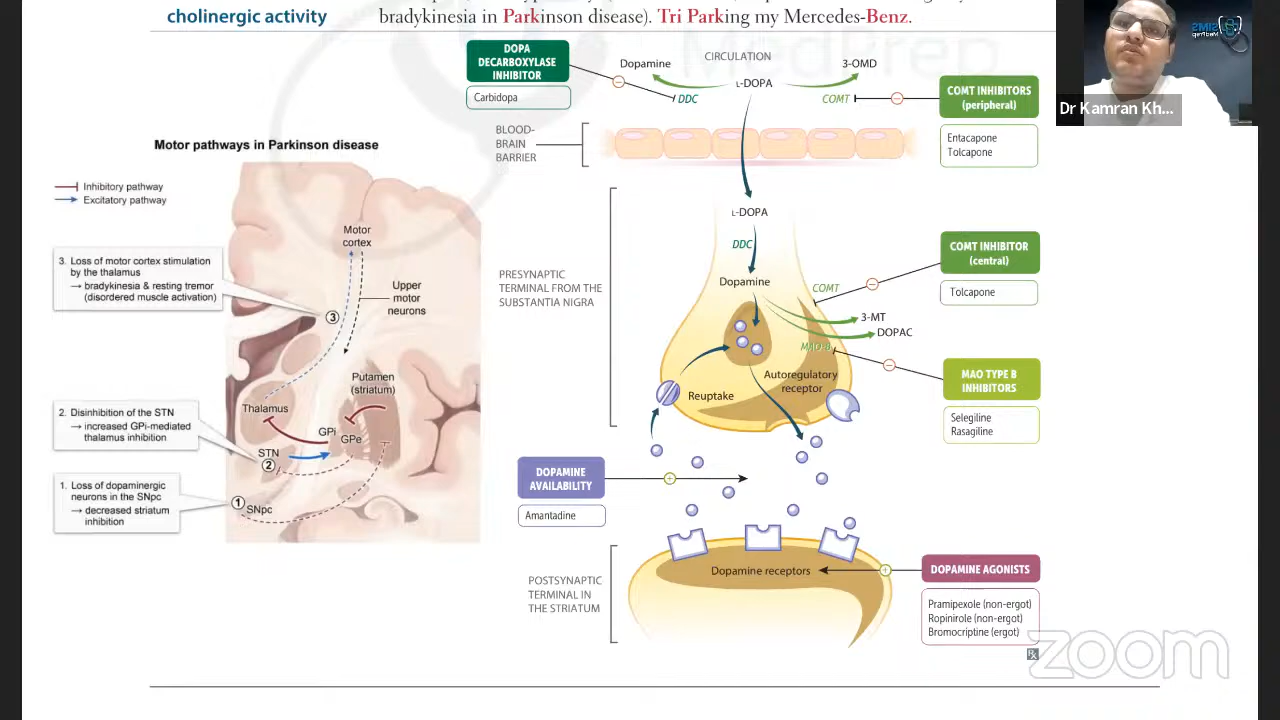 cholinergic activity
bradykinesia in Parkinson disease). Tri Parking my Mercedes-Benz.
MedPrep
Dr Kamran Kh...
SIMS
MedPrep
DOPA
DECARBOXYLASE
INHIBITOR
Carbidopa
CIRCULATION
Dopamine
3-OMD
L-DOPA
DDC
COMT
COMT INHIBITORS
(peripheral)
Entacapone
Tolcapone
BLOOD-
BRAIN
BARRIER
Motor pathways in Parkinson disease
Inhibitory pathway
Excitatory pathway
Motor
cortex
3. Loss of motor cortex stimulation
by the thalamus
→ bradykinesia & resting tremor
(disordered muscle activation)
Upper
motor
neurons
3
Putamen
(striatum)
Thalamus
GPi
GPe
2. Disinhibition of the STN
→ increased GPi-mediated
thalamus inhibition
STN
2
1. Loss of dopaminergic
neurons in the SNpc
→ decreased striatum
inhibition
1
SNpc
PRESYNAPTIC
TERMINAL FROM THE
SUBSTANTIA NIGRA
L-DOPA
DDC
Dopamine
COMT
3-MT
DOPAC
MAO-B
Autoregulatory
receptor
Reuptake
COMT INHIBITOR
(central)
Tolcapone
MAO TYPE B
INHIBITORS
Selegiline
Rasagiline
DOPAMINE
AVAILABILITY
Amantadine
POSTSYNAPTIC
TERMINAL IN
THE STRIATUM
Dopamine receptors
DOPAMINE AGONISTS
Pramipexole (non-ergot)
Ropinirole (non-ergot)
Bromocriptine (ergot)
Rx
zoom